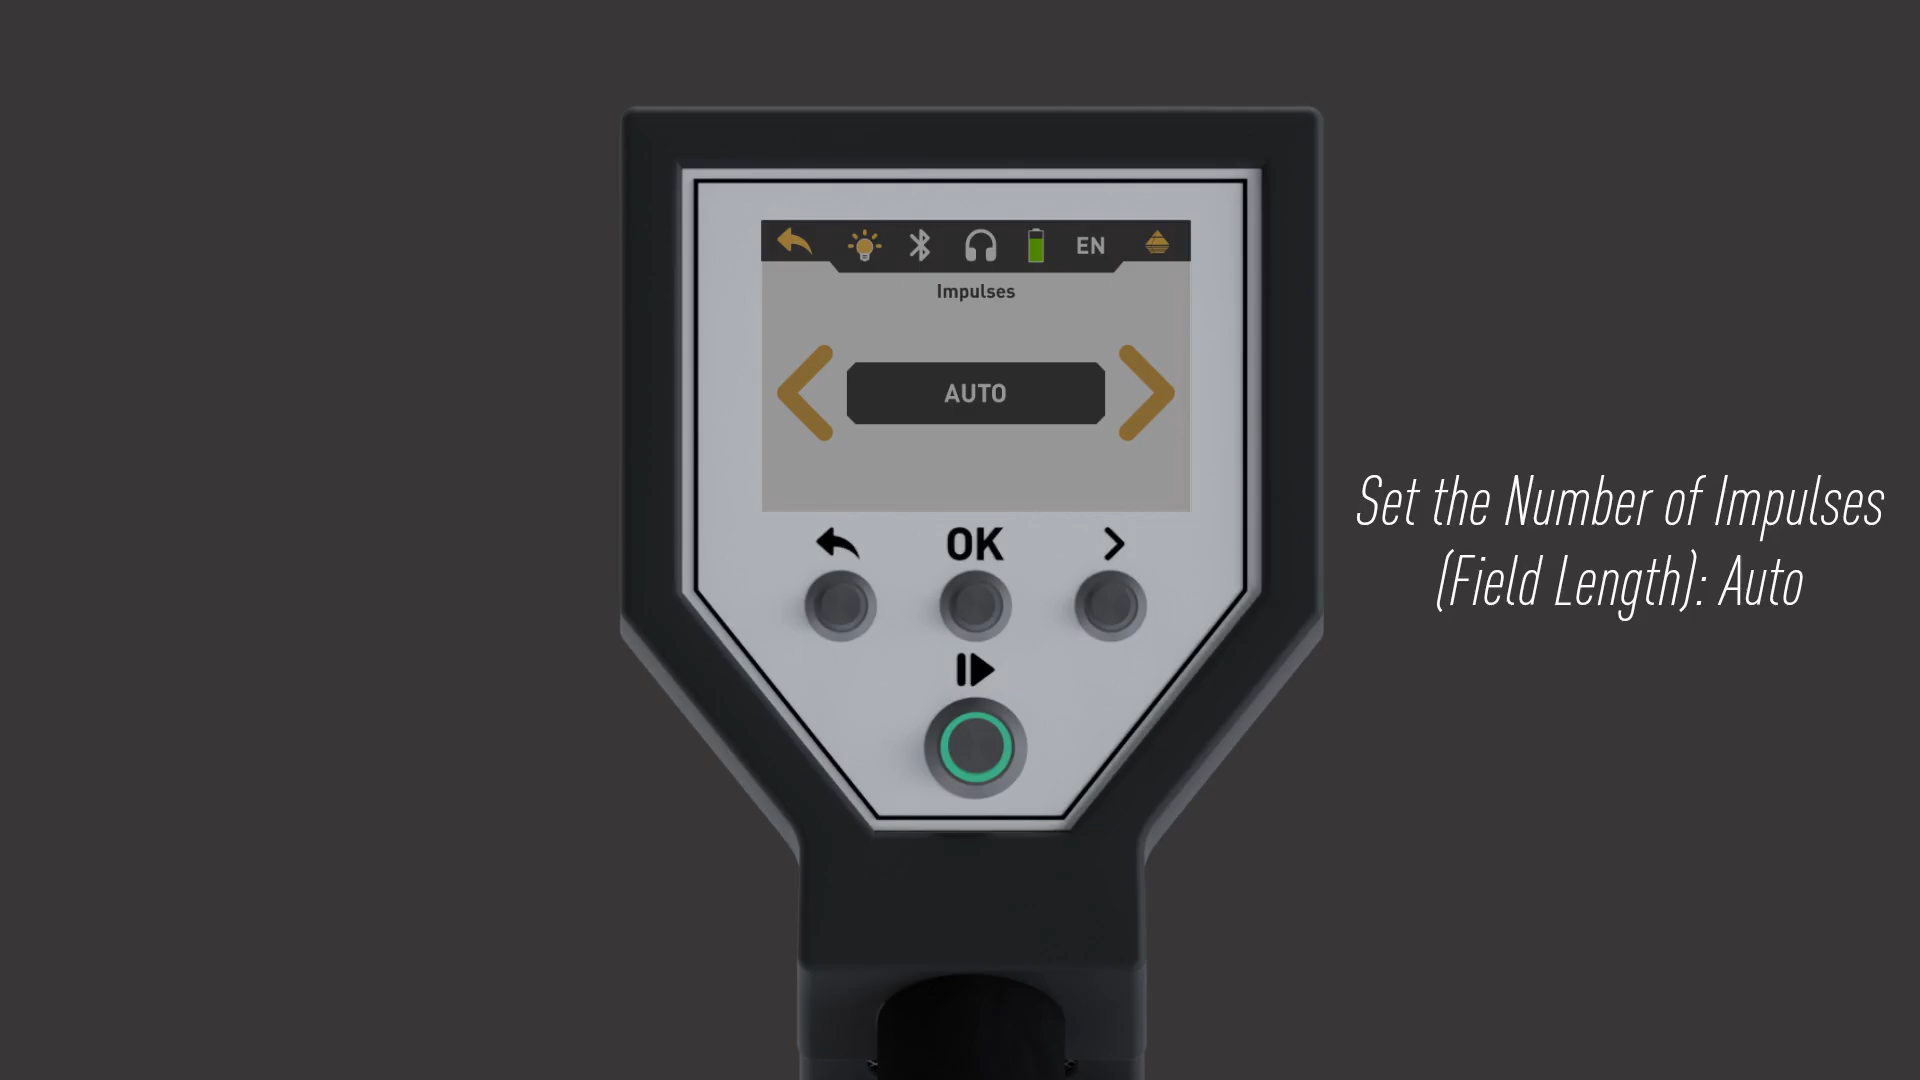 EN
Impulses
AUTO
OK
Set the Number of Impulses
(Field Length): Auto